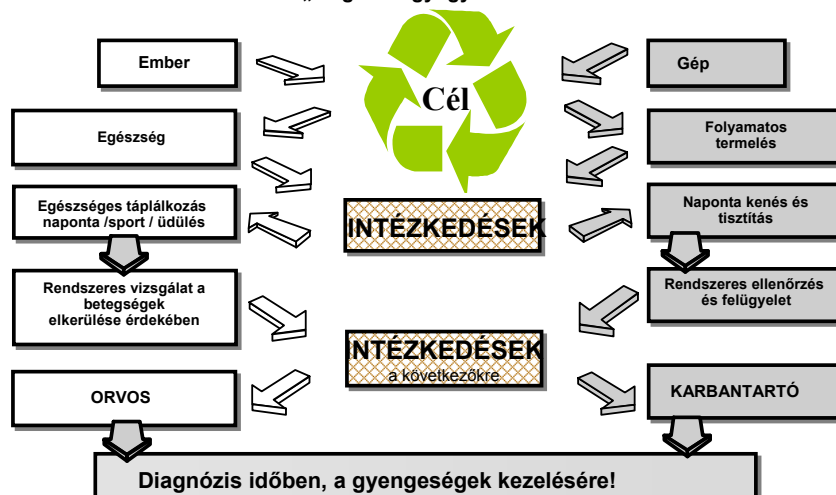 Ember
Gép
Cél
Egészség
Folyamatos
termelés
Egészséges táplálkozás
naponta /sport / üdülés
INTÉZKEDÉSEK
Naponta kenés és
tisztítás
Rendszeres vizsgálat a
betegségek
elkerülése érdekében
Rendszeres ellenőrzés
és felügyelet
INTÉZKEDÉSEK
a következőkre
ORVOS
KARBANTARTÓ
Diagnózis időben, a gyengeségek kezelésére!